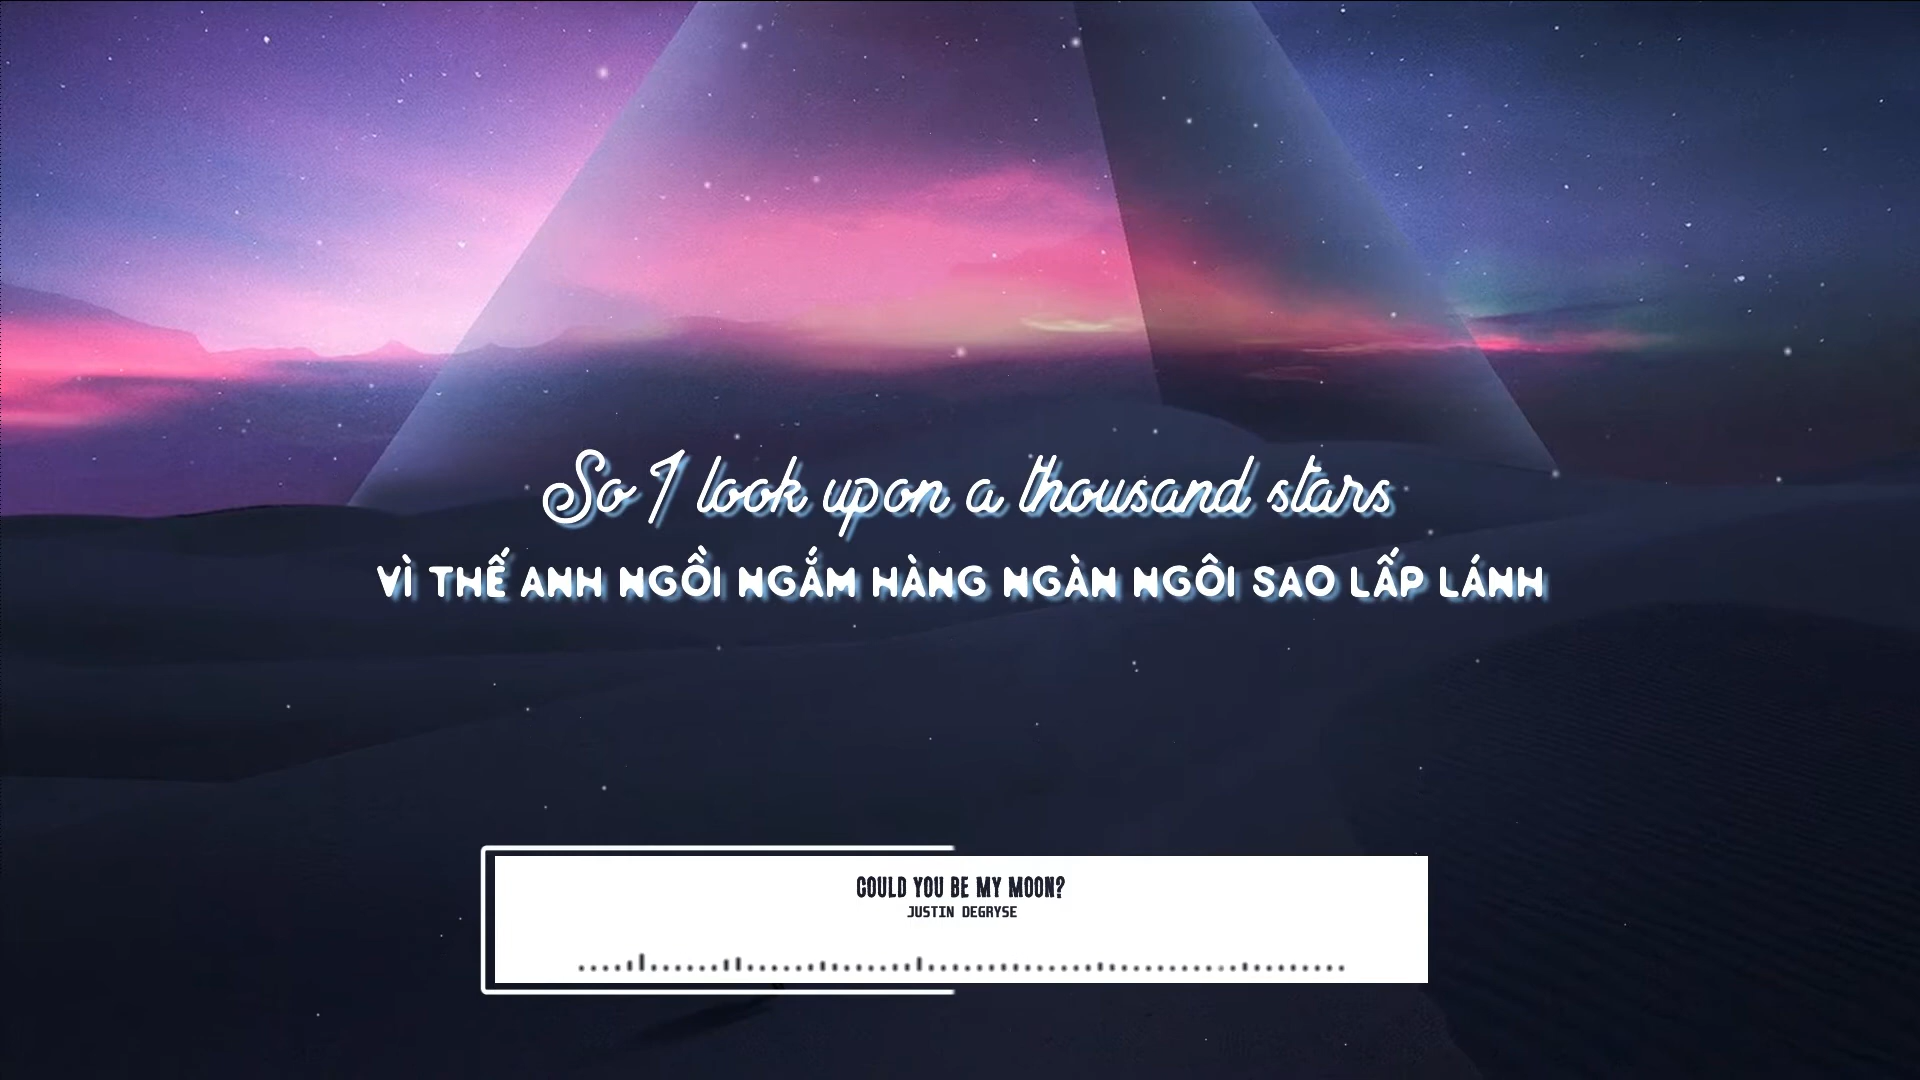 So I look upon a thousand stars
VÌ THẾ ANH NGỒI NGẮM HÀNG NGÀN NGÔI SAO LẤP LÁNH
COULD YOU BE MY MOON?
JUSTIN DEGRYSE